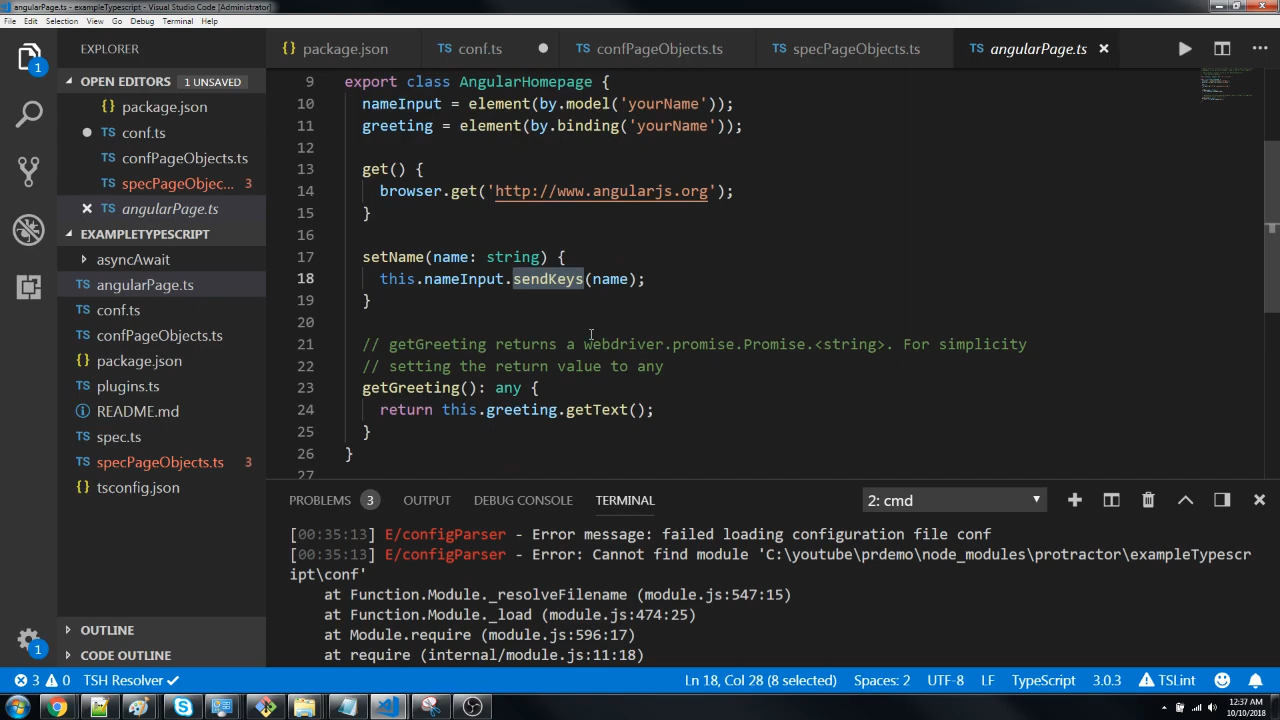 angularPage.ts - exampleTypescript - Visual Studio Code [Administrator]
File Edit Selection View Go Debug Terminal Help
EXPLORER
package.json conf.ts confPageObjects.ts specPageObjects.ts angularPage.ts
OPEN EDITORS 1 UNSAVED
package.json
conf.ts
TS confPageObjects.ts
TS specPageObjec... 3
angularPage.ts
EXAMPLETYPESCRIPT
asyncAwait
TS angularPage.ts
TS conf.ts
TS confPageObjects.ts
package.json
TS plugins.ts
README.md
TS spec.ts
TS specPageObjects.ts 3
tsconfig.json
OUTLINE
CODE OUTLINE
9 export class AngularHomepage {
10 nameInput = element(by.model('yourName'));
11 greeting = element(by.binding('yourName'));
12
13 get() {
14 browser.get('http://www.angularjs.org');
15 }
16
17 setName(name: string) {
18 this.nameInput.sendKeys(name);
19 }
20
21 // getGreeting returns a webdriver.promise.Promise.<string>. For simplicity
22 // setting the return value to any
23 getGreeting(): any {
24 return this.greeting.getText();
25 }
26 }
27
PROBLEMS 3 OUTPUT DEBUG CONSOLE TERMINAL 2: cmd
[00:35:13] E/configParser - Error message: failed loading configuration file conf
[00:35:13] E/configParser - Error: Cannot find module 'C:\youtube\prdemo\node_modules\protractor\exampleTypescr
ipt\conf'
at Function.Module._resolveFilename (module.js:547:15)
at Function.Module._load (module.js:474:25)
at Module.require (module.js:596:17)
at require (internal/module.js:11:18)
3 0 TSH Resolver Ln 18, Col 28 (8 selected) Spaces: 2 UTF-8 LF TypeScript 3.0.3 TSLint
12:37 AM
10/10/2018